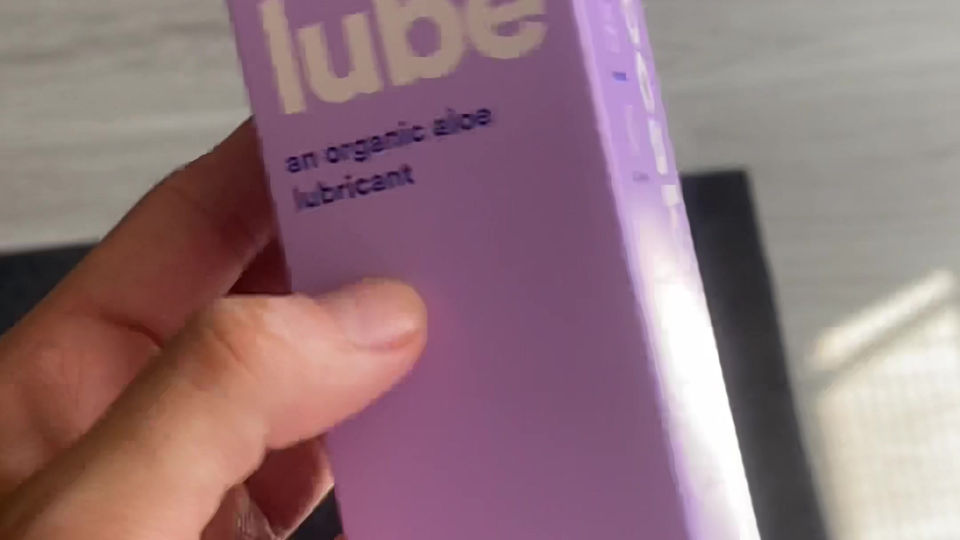 lube
an organic aloe
lubricant